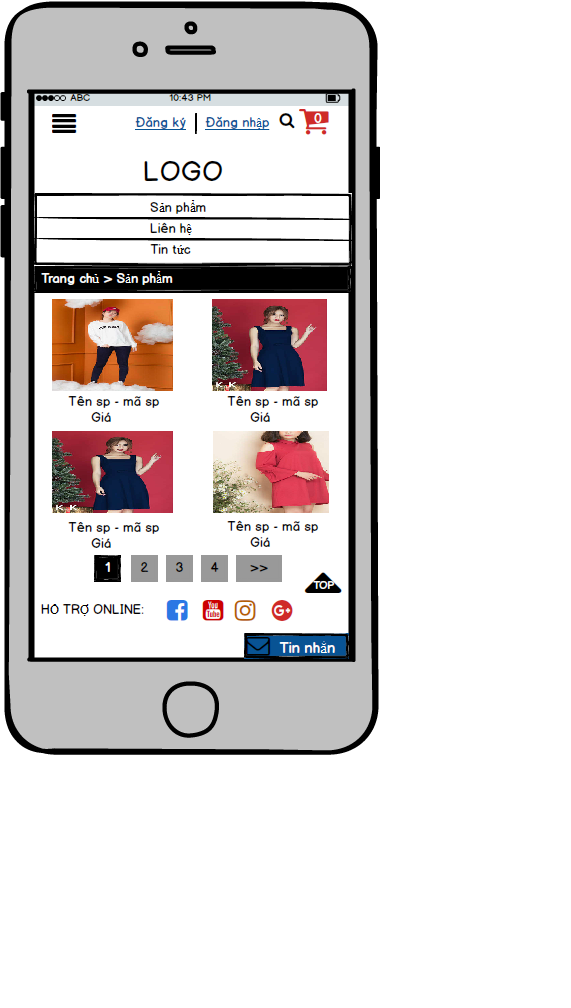 ABC 10:43 PM
Đăng ký Đăng nhập 0
LOGO
Sản phẩm
Liên hệ
Tin tức
Trang chủ > Sản phẩm
K K
K K
Tên sp - mã sp
Giá
Tên sp - mã sp
Giá
Tên sp - mã sp
Giá
Tên sp - mã sp
Giá
1 2 3 4 >>
TOP
HỖ TRỢ ONLINE: You Tube G+
Tin nhắn